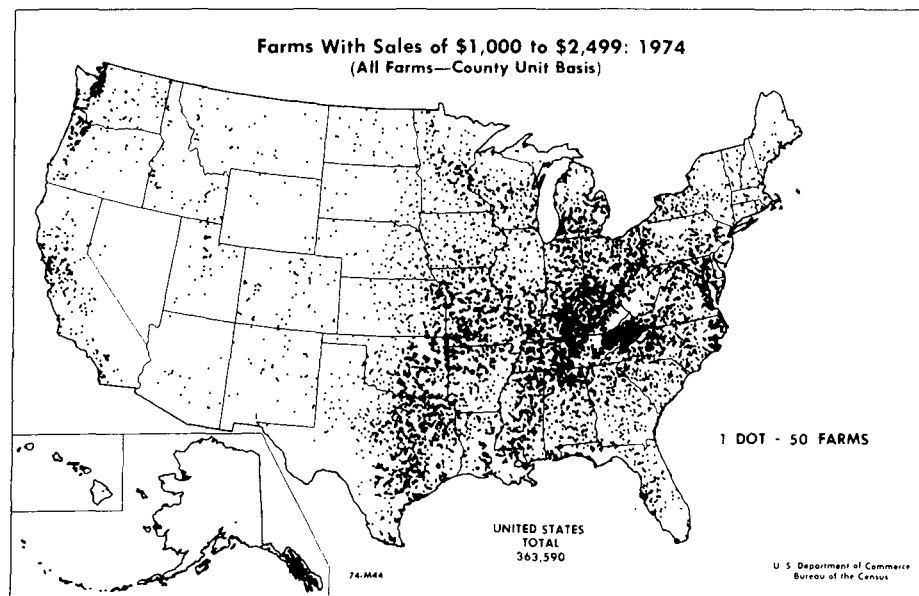 Farms With Sales of $1,000 to $2,499: 1974
(All Farms—County Unit Basis)
1 DOT - 50 FARMS
UNITED STATES
TOTAL
363,590
74-M44
U S Department of Commerce
Bureau of the Census